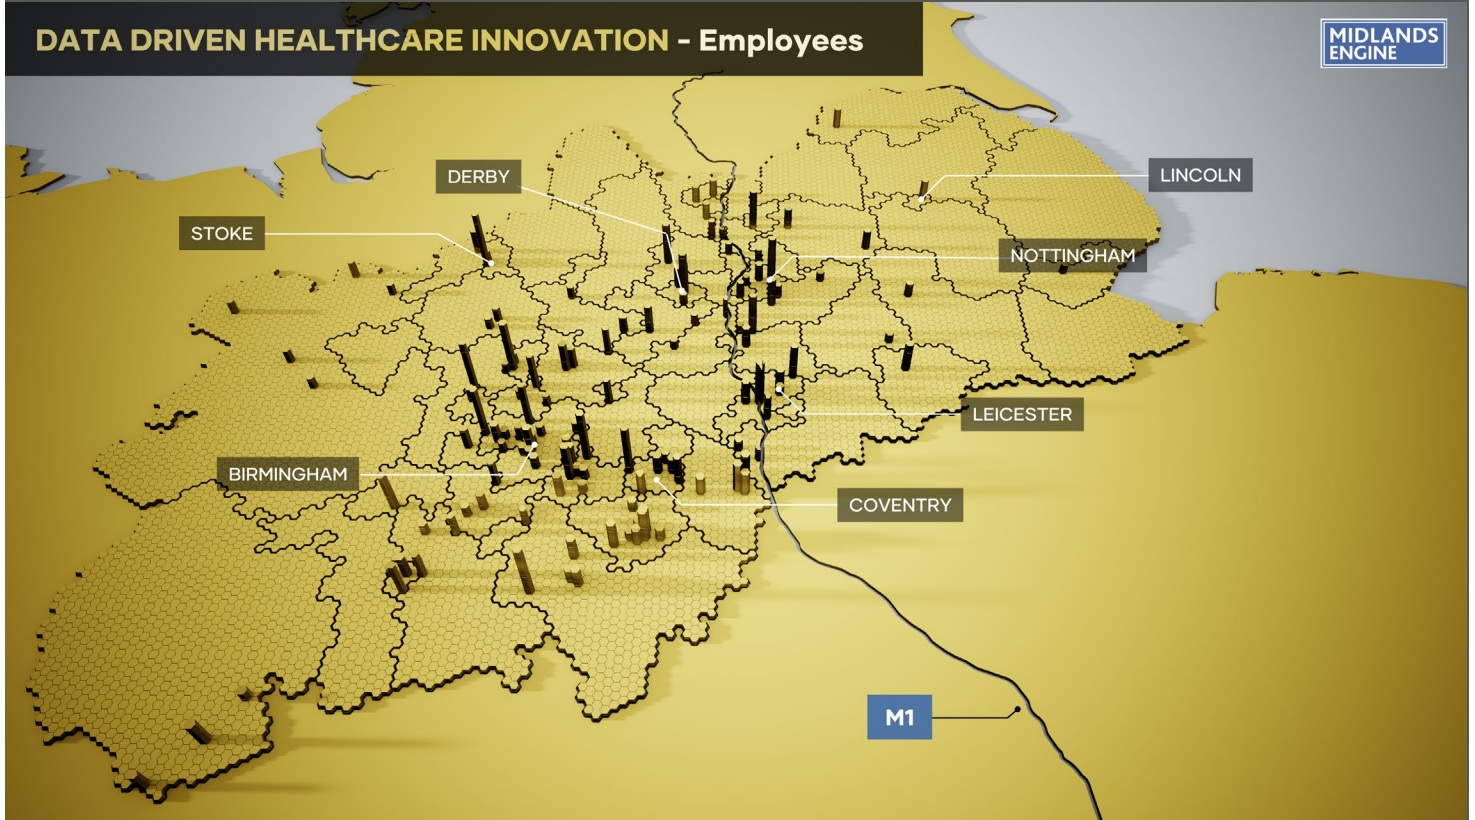 DATA DRIVEN HEALTHCARE INNOVATION - Employees
MIDLANDS
ENGINE
DERBY
LINCOLN
STOKE
NOTTINGHAM
LEICESTER
BIRMINGHAM
COVENTRY
M1